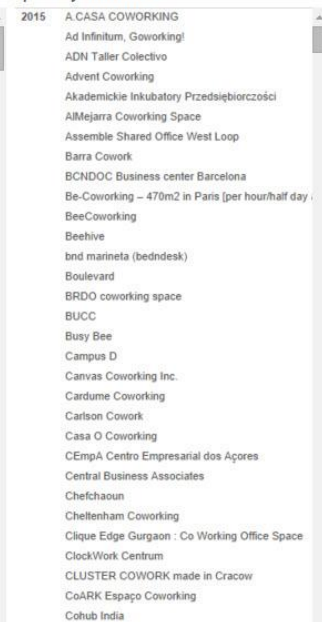 2015 A.CASA COWORKING
Ad Infinitum, Goworking!
ADN Taller Colectivo
Advent Coworking
Akademickie Inkubatory Przedsiębiorczości
AlMejarra Coworking Space
Assemble Shared Office West Loop
Barra Cowork
BCNDOC Business center Barcelona
Be-Coworking – 470m2 in Paris [per hour/half day
BeeCoworking
Beehive
bnd marineta (bedndesk)
Boulevard
BRDO coworking space
BUCC
Busy Bee
Campus D
Canvas Coworking Inc.
Cardume Coworking
Carlson Cowork
Casa O Coworking
CEmpA Centro Empresarial dos Açores
Central Business Associates
Chefchaoun
Cheltenham Coworking
Clique Edge Gurgaon : Co Working Office Space
ClockWork Centrum
CLUSTER COWORK made in Cracow
CoARK Espaço Coworking
Cohub India